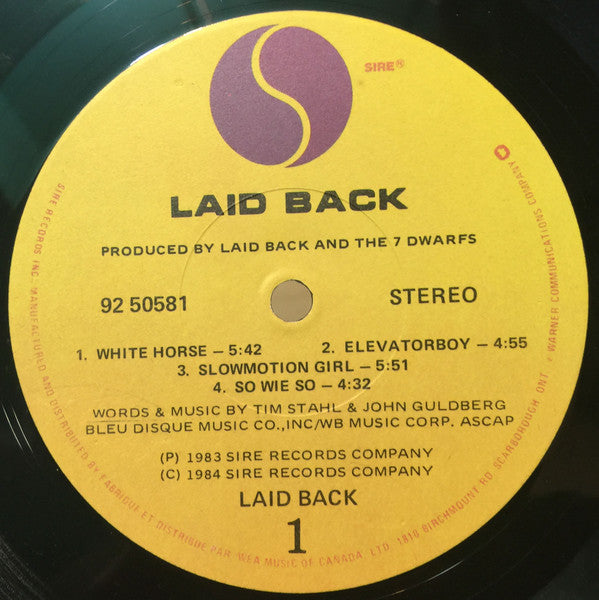 SIRE®
LAID BACK
PRODUCED BY LAID BACK AND THE 7 DWARFS
92 50581
STEREO
1. WHITE HORSE – 5:42 2. ELEVATORBOY – 4:55
3. SLOWMOTION GIRL – 5:51
4. SO WIE SO – 4:32
WORDS & MUSIC BY TIM STAHL & JOHN GULDBERG
BLEU DISQUE MUSIC CO.,INC/WB MUSIC CORP. ASCAP
(P) 1983 SIRE RECORDS COMPANY
(C) 1984 SIRE RECORDS COMPANY
LAID BACK
1
SIRE RECORDS INC. MANUFACTURED AND DISTRIBUTED BY FABRIQUE ET DISTRIBUE PAR WEA MUSIC OF CANADA, LTD. 1810 BIRCHMOUNT RD. SCARBOROUGH ONT. A WARNER COMMUNICATIONS COMPANY